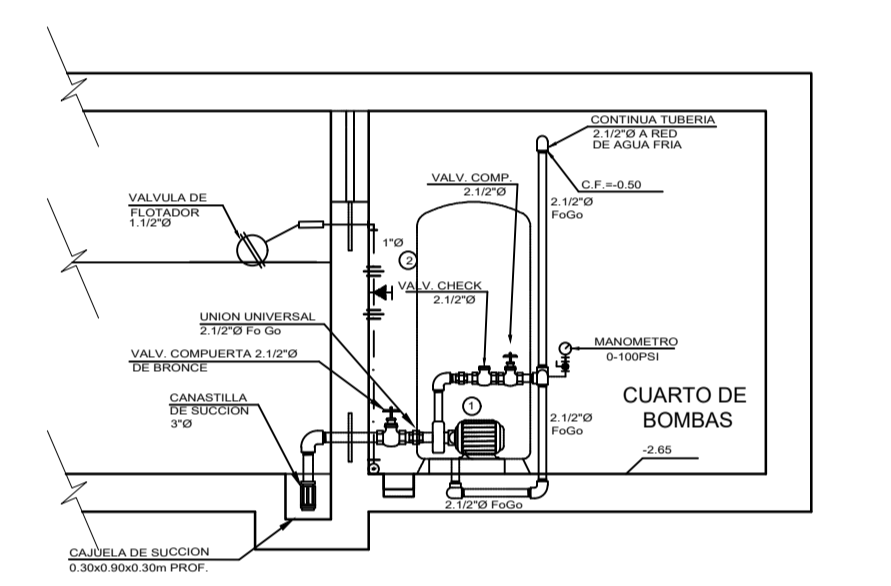 CONTINUA TUBERIA
2.1/2"Ø A RED
DE AGUA FRIA
VALV. COMP.
2.1/2"Ø
C.F.=-0.50
2.1/2"Ø
FoGo
VALVULA DE
FLOTADOR
1.1/2"Ø
1"Ø
2
VALV. CHECK
2.1/2"Ø
UNION UNIVERSAL
2.1/2"Ø Fo Go
MANOMETRO
0-100PSI
VALV. COMPUERTA 2.1/2"Ø
DE BRONCE
CANASTILLA
DE SUCCION
3"Ø
1
2.1/2"Ø
FoGo
CUARTO DE
BOMBAS
-2.65
2.1/2"Ø FoGo
CAJUELA DE SUCCION
0.30x0.90x0.30m PROF.